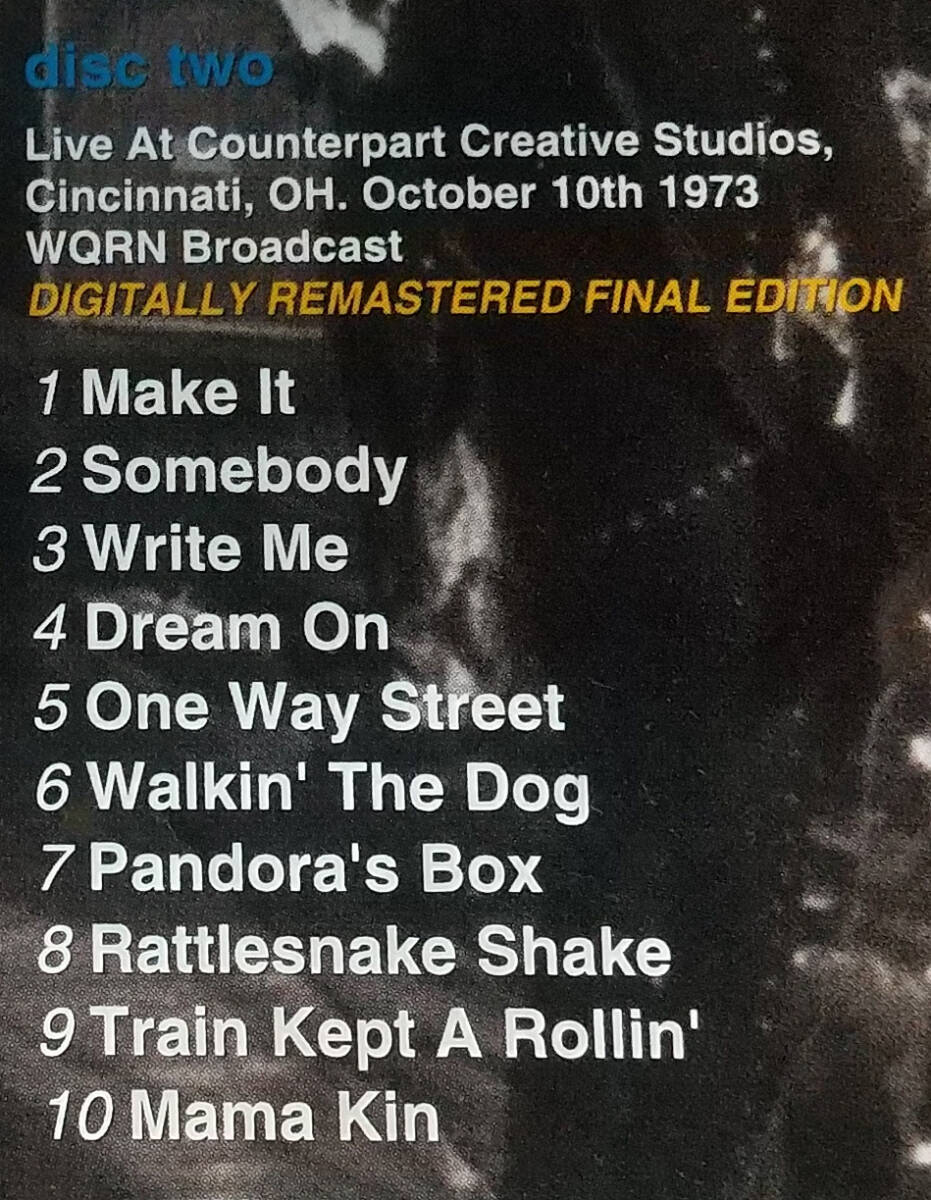 disc two
Live At Counterpart Creative Studios,
Cincinnati, OH. October 10th 1973
WQRN Broadcast
DIGITALLY REMASTERED FINAL EDITION
1 Make It
2 Somebody
3 Write Me
4 Dream On
5 One Way Street
6 Walkin' The Dog
7 Pandora's Box
8 Rattlesnake Shake
9 Train Kept A Rollin'
10 Mama Kin